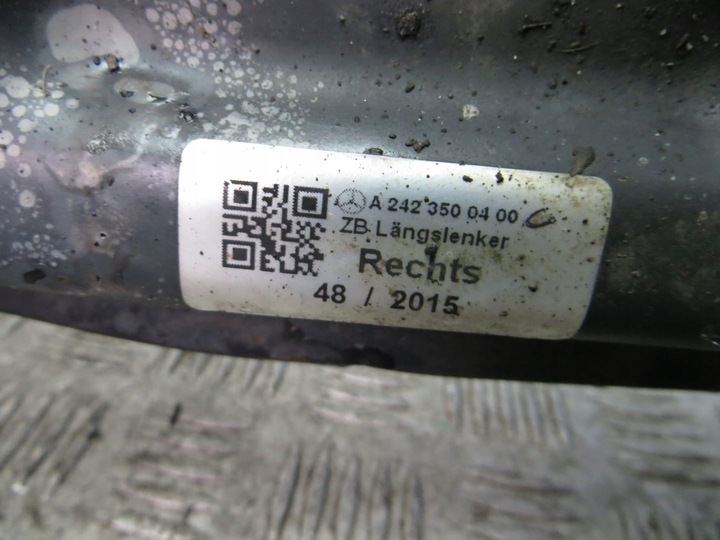 A 242 350 04 00
ZB Längslenker
Rechts
48 / 2015